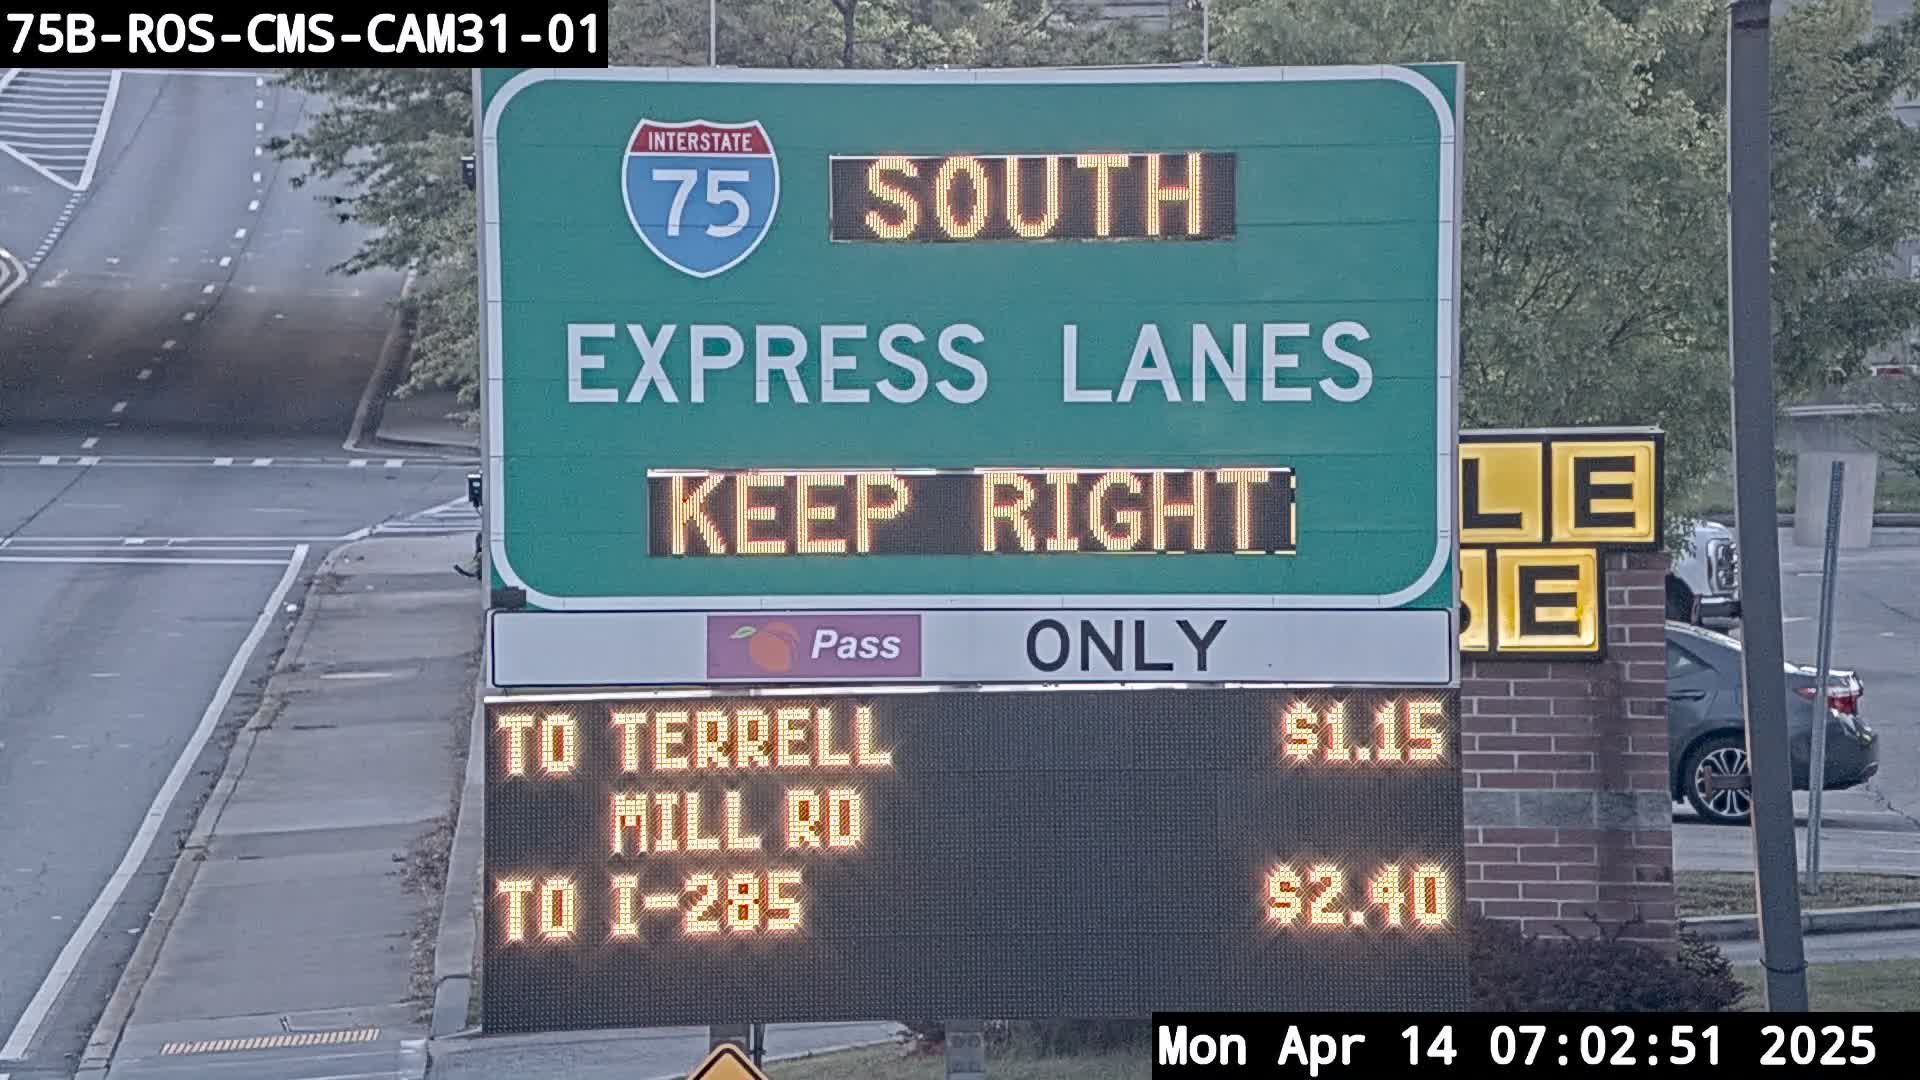 75B-ROS-CMS-CAM31-01
INTERSTATE
75
SOUTH
EXPRESS LANES
KEEP RIGHT
Pass ONLY
TO TERRELL $1.15
MILL RD
TO I-285 $2.40
LE
E
Mon Apr 14 07:02:51 2025